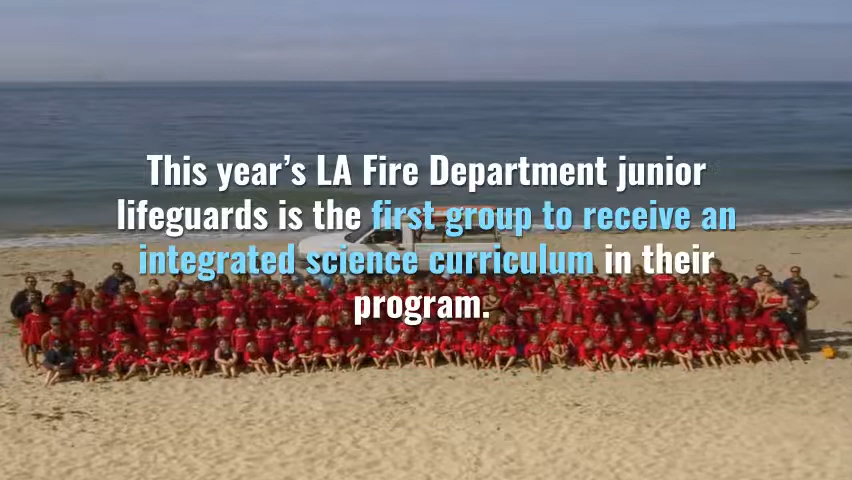 This year’s LA Fire Department junior
lifeguards is the first group to receive an
integrated science curriculum in their
program.